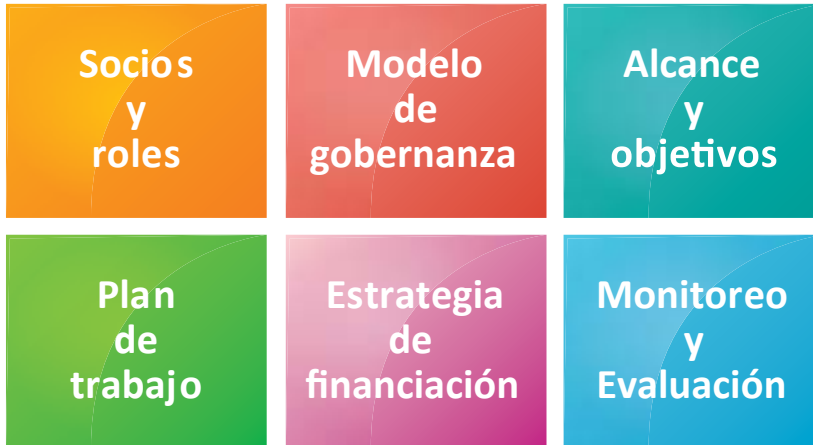 Socios
y
roles
Modelo
de
gobernanza
Alcance
y
objetivos
Plan
de
trabajo
Estrategia
de
financiación
Monitoreo
y
Evaluación